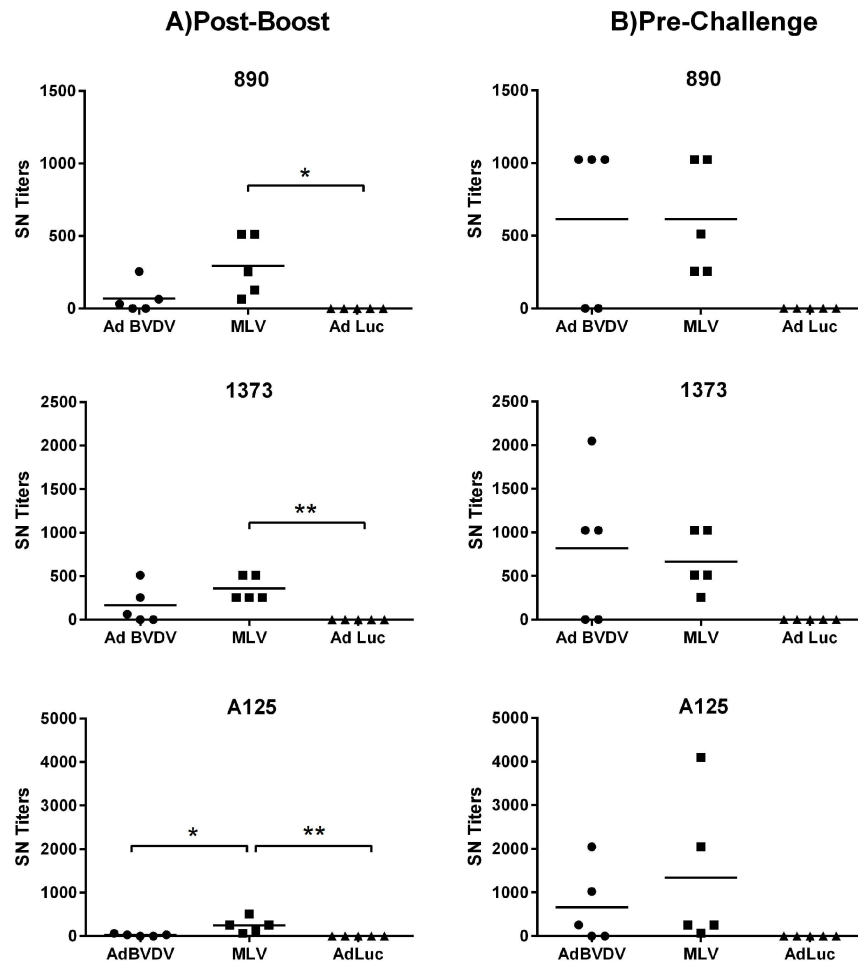 A)Post-Boost
890
SN Titers
1500
1000
500
0
*
Ad BVDV MLV Ad Luc
1373
SN Titers
2500
2000
1500
1000
500
0
**
Ad BVDV MLV Ad Luc
A125
SN Titers
5000
4000
3000
2000
1000
0
* **
AdBVDV MLV AdLuc
B)Pre-Challenge
890
SN Titers
1500
1000
500
0
Ad BVDV MLV Ad Luc
1373
SN Titers
2500
2000
1500
1000
500
0
Ad BVDV MLV Ad Luc
A125
SN Titers
5000
4000
3000
2000
1000
0
AdBVDV MLV AdLuc